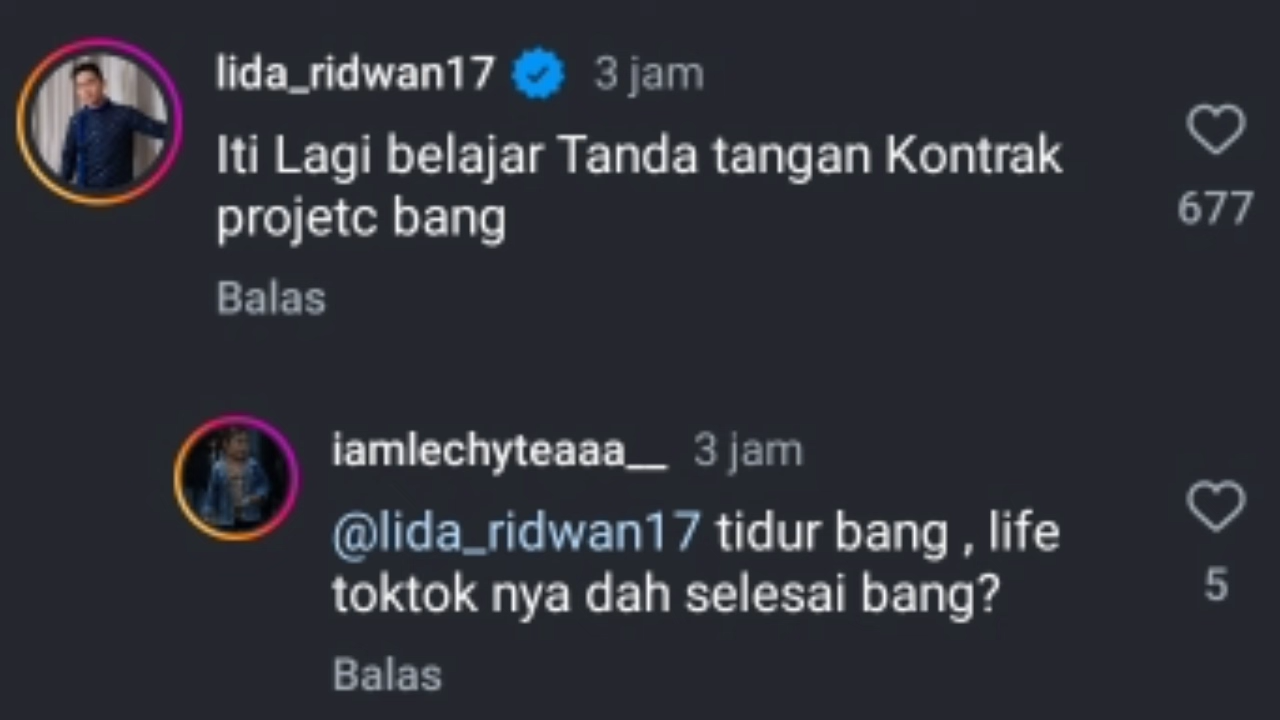 lida_ridwan17 3 jam
Iti Lagi belajar Tanda tangan Kontrak
projetc bang
677
Balas
iamlechyteaaa__ 3 jam
@lida_ridwan17 tidur bang , life
toktok nya dah selesai bang?
5
Balas